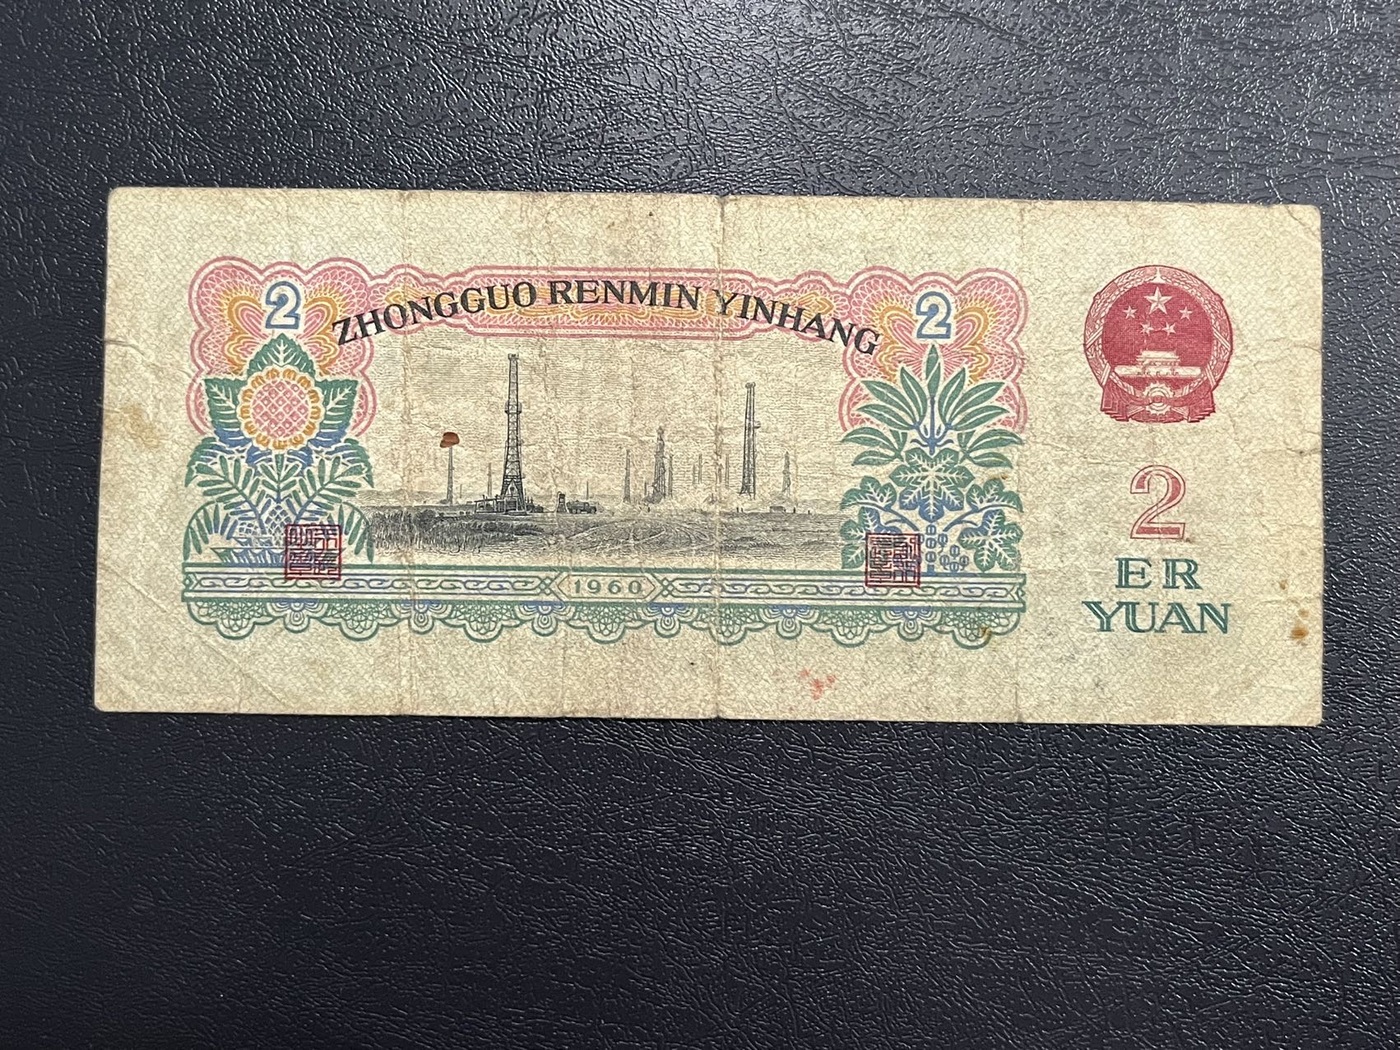 2
ZHONGGUO RENMIN YINHANG
2
1960
2
ER
YUAN